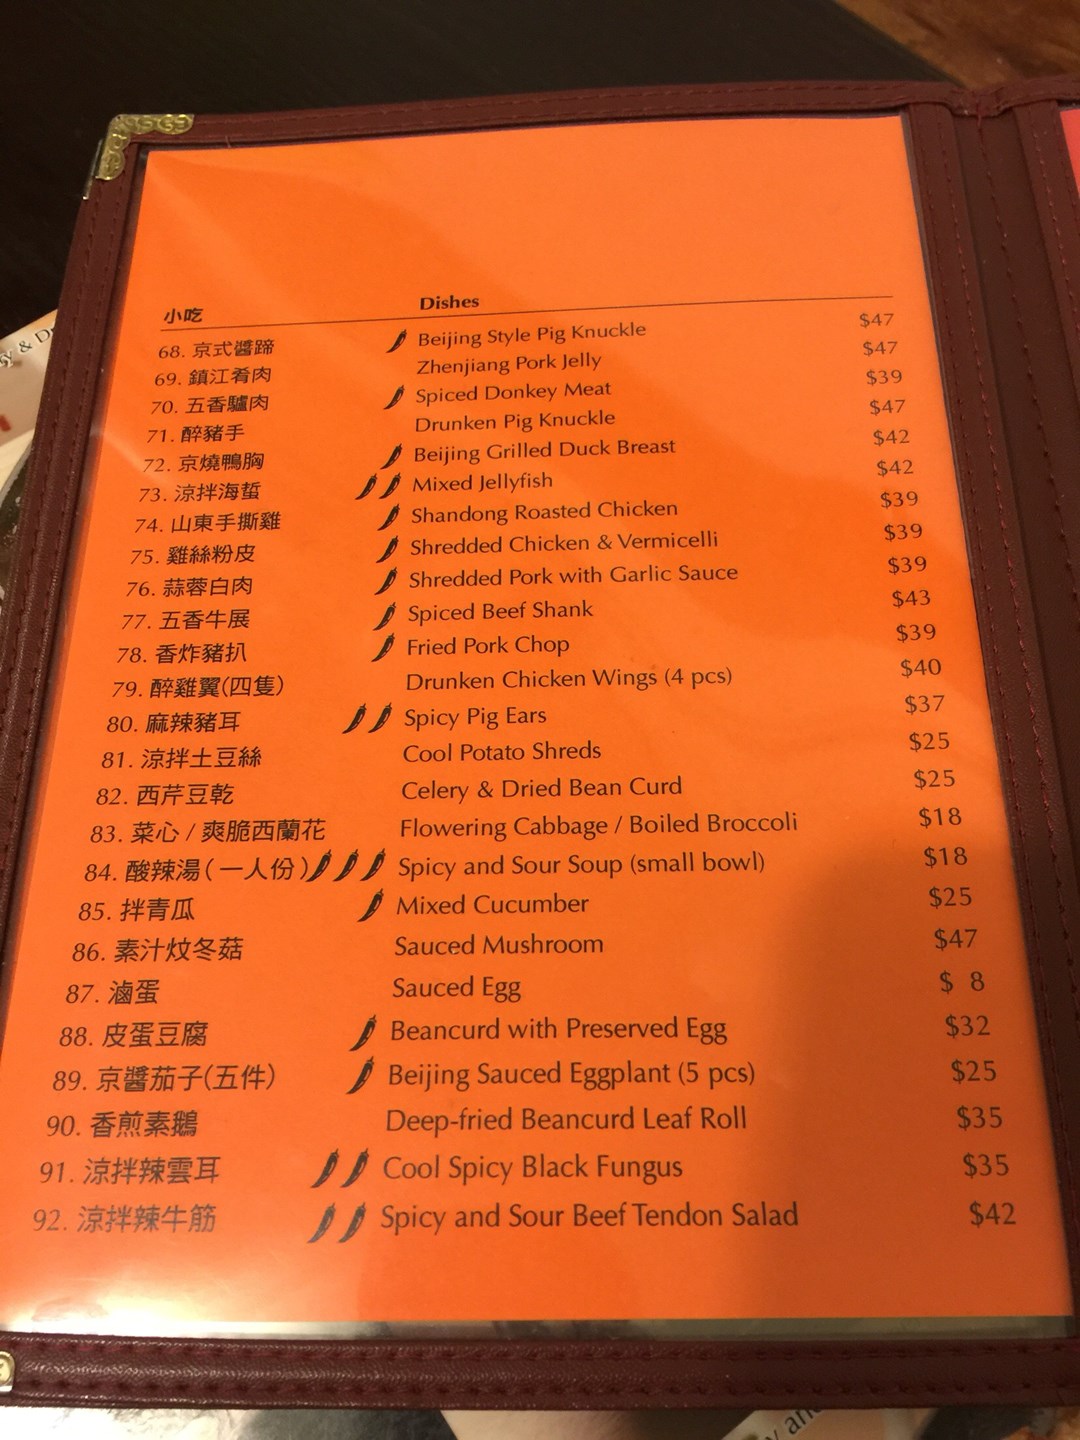 小吃 Dishes
68. 京式醬蹄 Beijing Style Pig Knuckle $47
69. 鎮江肴肉 Zhenjiang Pork Jelly $47
70. 五香驢肉 Spiced Donkey Meat $39
71. 醉豬手 Drunken Pig Knuckle $47
72. 京燒鴨胸 Beijing Grilled Duck Breast $42
73. 涼拌海蜇 Mixed Jellyfish $42
74. 山東手撕雞 Shandong Roasted Chicken $39
75. 雞絲粉皮 Shredded Chicken & Vermicelli $39
76. 蒜蓉白肉 Shredded Pork with Garlic Sauce $39
77. 五香牛展 Spiced Beef Shank $43
78. 香炸豬扒 Fried Pork Chop $39
79. 醉雞翼(四隻) Drunken Chicken Wings (4 pcs) $40
80. 麻辣豬耳 Spicy Pig Ears $37
81. 涼拌土豆絲 Cool Potato Shreds $25
82. 西芹豆乾 Celery & Dried Bean Curd $25
83. 菜心 / 爽脆西蘭花 Flowering Cabbage / Boiled Broccoli $18
84. 酸辣湯(一人份) Spicy and Sour Soup (small bowl) $18
85. 拌青瓜 Mixed Cucumber $25
86. 素汁炆冬菇 Sauced Mushroom $47
87. 滷蛋 Sauced Egg $ 8
88. 皮蛋豆腐 Beancurd with Preserved Egg $32
89. 京醬茄子(五件) Beijing Sauced Eggplant (5 pcs) $25
90. 香煎素鵝 Deep-fried Beancurd Leaf Roll $35
91. 涼拌辣雲耳 Cool Spicy Black Fungus $35
92. 涼拌辣牛筋 Spicy and Sour Beef Tendon Salad $42